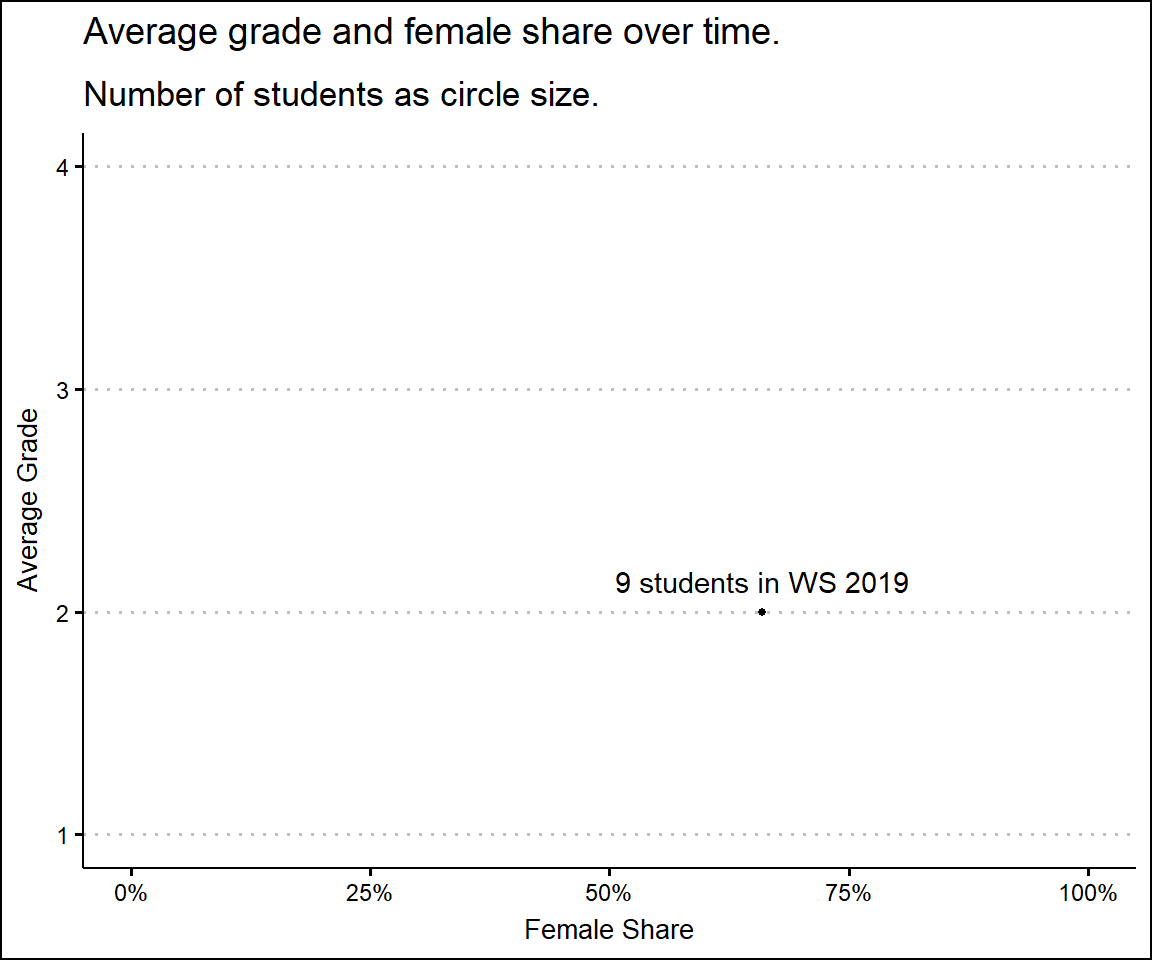 Average grade and female share over time.
Number of students as circle size.
4
3
Average Grade
9 students in WS 2019
2
1
0% 25% 50% 75% 100%
Female Share